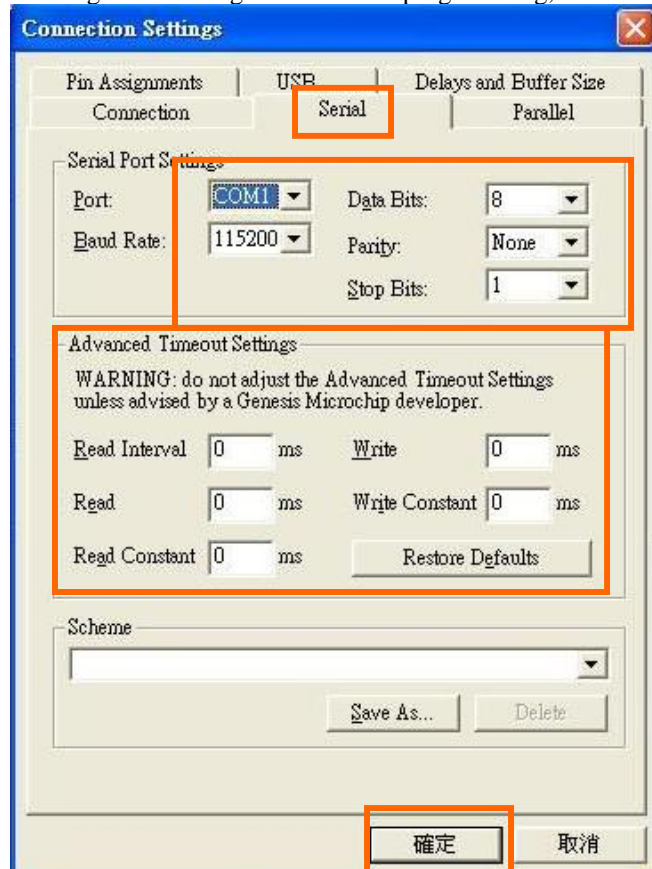 Connection Settings
Pin Assignments USB Delays and Buffer Size
Connection Serial Parallel
Serial Port Settings
Port: COM1 Data Bits: 8
Baud Rate: 115200 Parity: None
Stop Bits: 1
Advanced Timeout Settings
WARNING: do not adjust the Advanced Timeout Settings
unless advised by a Genesis Microchip developer.
Read Interval 0 ms Write 0 ms
Read 0 ms Write Constant 0 ms
Read Constant 0 ms Restore Defaults
Scheme
Save As... Delete
確定 取消